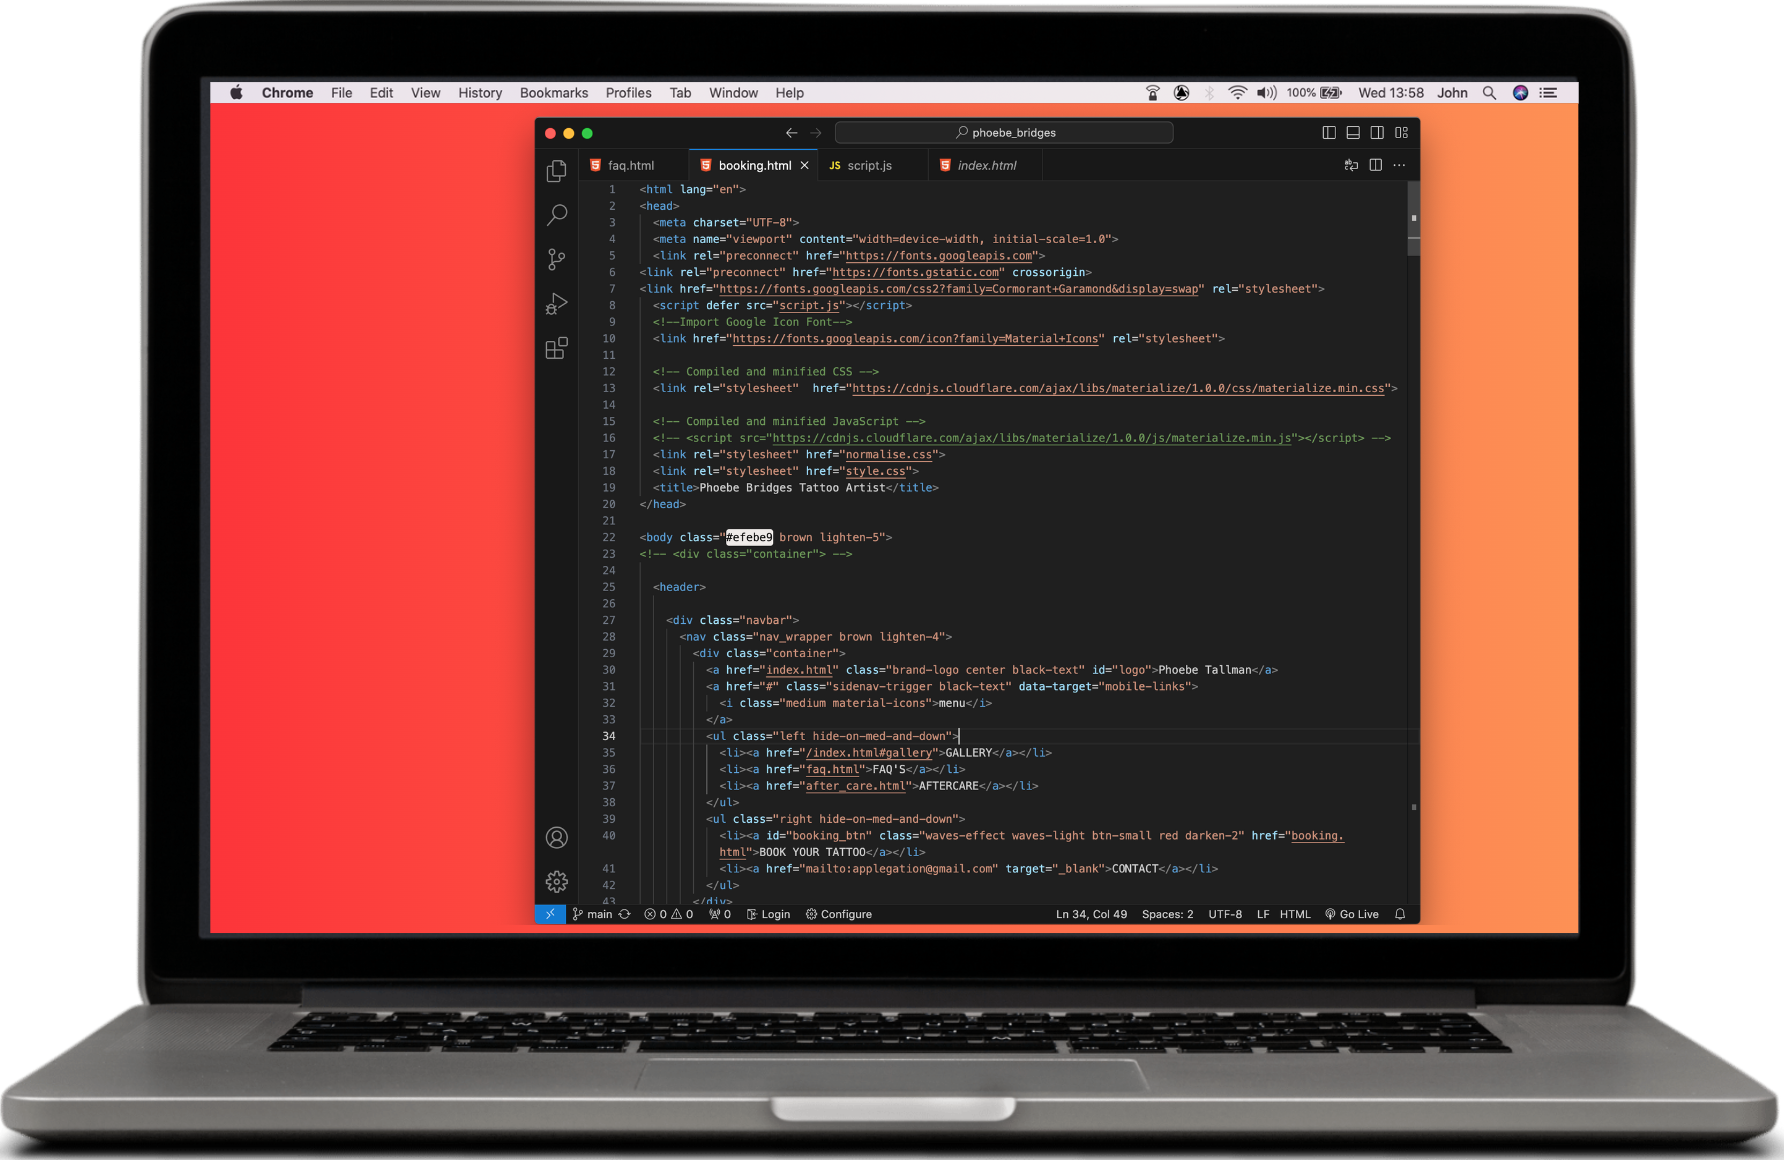 Chrome File Edit View History Bookmarks Profiles Tab Window Help 100% Wed 13:58 John
phoebe_bridges
faq.html booking.html JS script.js index.html
1 <html lang="en">
2 <head>
3 <meta charset="UTF-8">
4 <meta name="viewport" content="width=device-width, initial-scale=1.0">
5 <link rel="preconnect" href="https://fonts.googleapis.com">
6 <link rel="preconnect" href="https://fonts.gstatic.com" crossorigin>
7 <link href="https://fonts.googleapis.com/css2?family=Cormorant+Garamond&display=swap" rel="stylesheet">
8 <script defer src="script.js"></script>
9 <!--Import Google Icon Font-->
10 <link href="https://fonts.googleapis.com/icon?family=Material+Icons" rel="stylesheet">
11
12 <!-- Compiled and minified CSS -->
13 <link rel="stylesheet"  href="https://cdnjs.cloudflare.com/ajax/libs/materialize/1.0.0/css/materialize.min.css">
14
15 <!-- Compiled and minified JavaScript -->
16 <!-- <script src="https://cdnjs.cloudflare.com/ajax/libs/materialize/1.0.0/js/materialize.min.js"></script> -->
17 <link rel="stylesheet" href="normalise.css">
18 <link rel="stylesheet" href="style.css">
19 <title>Phoebe Bridges Tattoo Artist</title>
20 </head>
21
22 <body class="#efebe9 brown lighten-5">
23 <!-- <div class="container"> -->
24
25 <header>
26
27 <div class="navbar">
28 <nav class="nav_wrapper brown lighten-4">
29 <div class="container">
30 <a href="index.html" class="brand-logo center black-text" id="logo">Phoebe Tallman</a>
31 <a href="#" class="sidenav-trigger black-text" data-target="mobile-links">
32 <i class="medium material-icons">menu</i>
33 </a>
34 <ul class="left hide-on-med-and-down">
35 <li><a href="/index.html#gallery">GALLERY</a></li>
36 <li><a href="faq.html">FAQ'S</a></li>
37 <li><a href="after_care.html">AFTERCARE</a></li>
38 </ul>
39 <ul class="right hide-on-med-and-down">
40 <li><a id="booking_btn" class="waves-effect waves-light btn-small red darken-2" href="booking.
html">BOOK YOUR TATTOO</a></li>
41 <li><a href="mailto:applegation@gmail.com" target="_blank">CONTACT</a></li>
42 </ul>
43 </div>
main 0 0 0 Login Configure Ln 34, Col 49 Spaces: 2 UTF-8 LF HTML Go Live